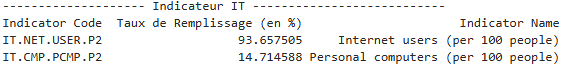 -------------------- Indicateur IT ---------------------------
Indicator Code Taux de Remplissage (en %) Indicator Name
IT.NET.USER.P2 93.657505 Internet users (per 100 people)
IT.CMP.PCMP.P2 14.714588 Personal computers (per 100 people)